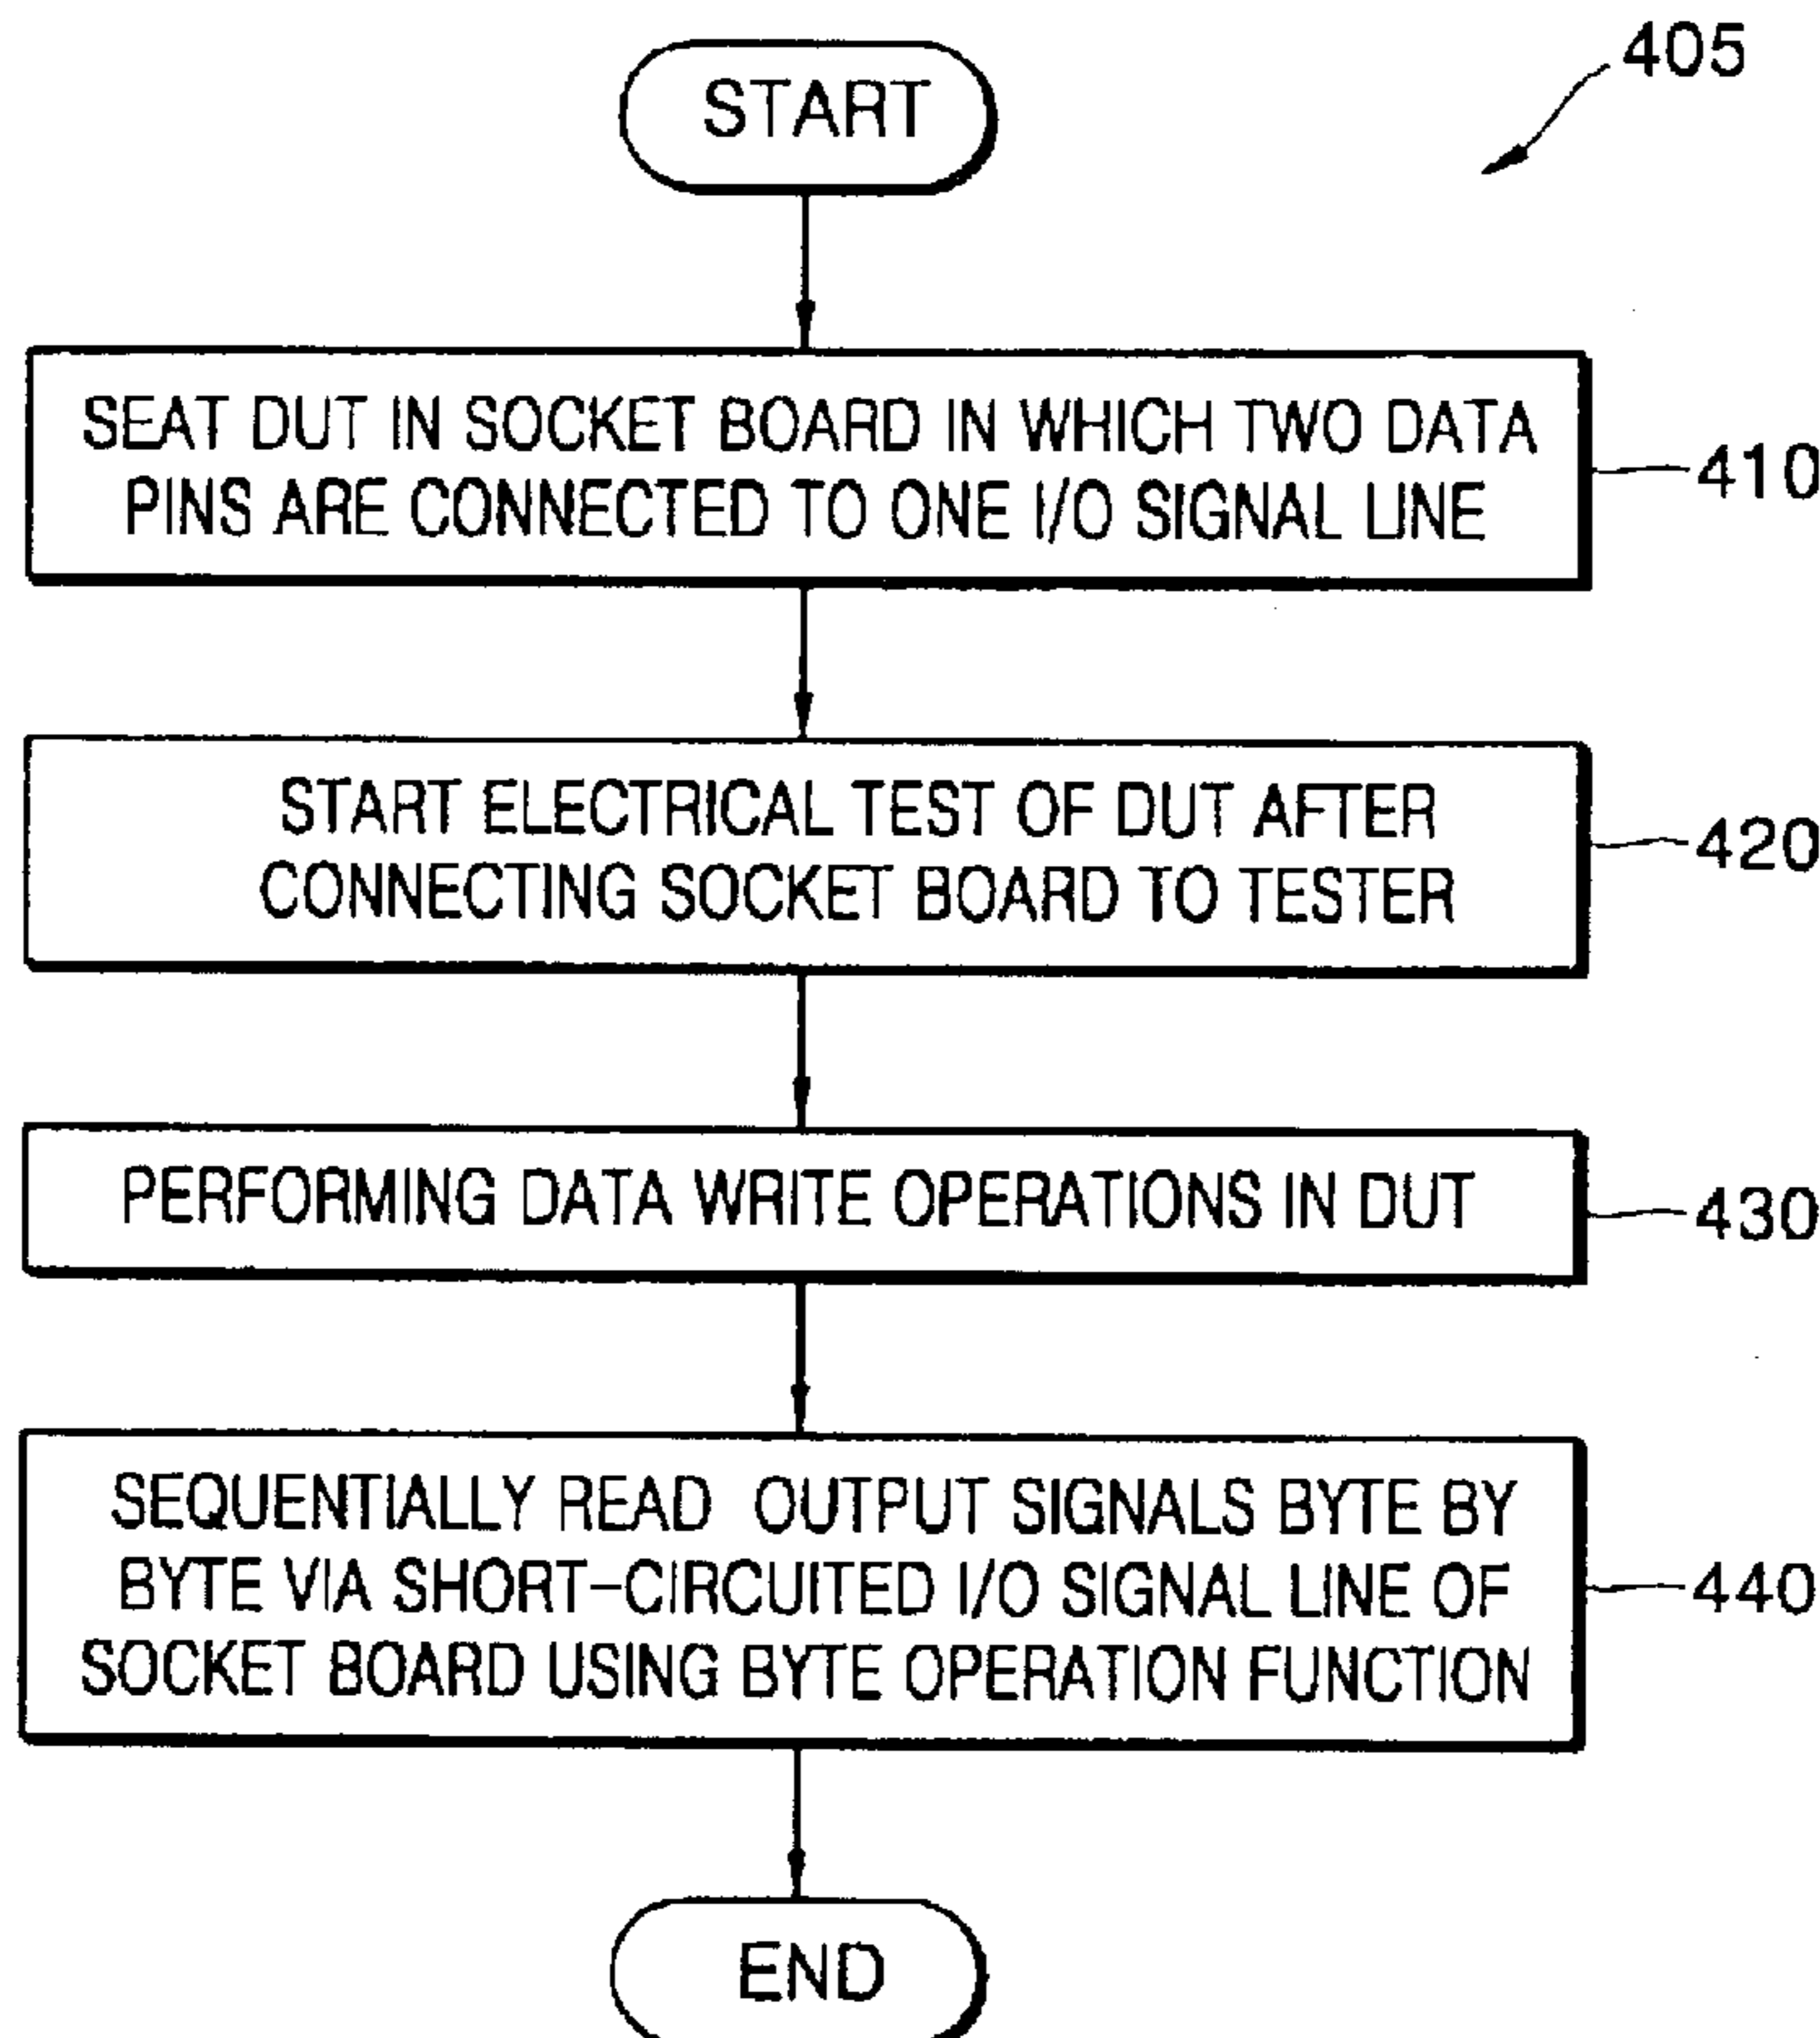 START
405
SEAT DUT IN SOCKET BOARD IN WHICH TWO DATA
PINS ARE CONNECTED TO ONE I/O SIGNAL LINE
410
START ELECTRICAL TEST OF DUT AFTER
CONNECTING SOCKET BOARD TO TESTER
420
PERFORMING DATA WRITE OPERATIONS IN DUT
430
SEQUENTIALLY READ OUTPUT SIGNALS BYTE BY
BYTE VIA SHORT-CIRCUITED I/O SIGNAL LINE OF
SOCKET BOARD USING BYTE OPERATION FUNCTION
440
END